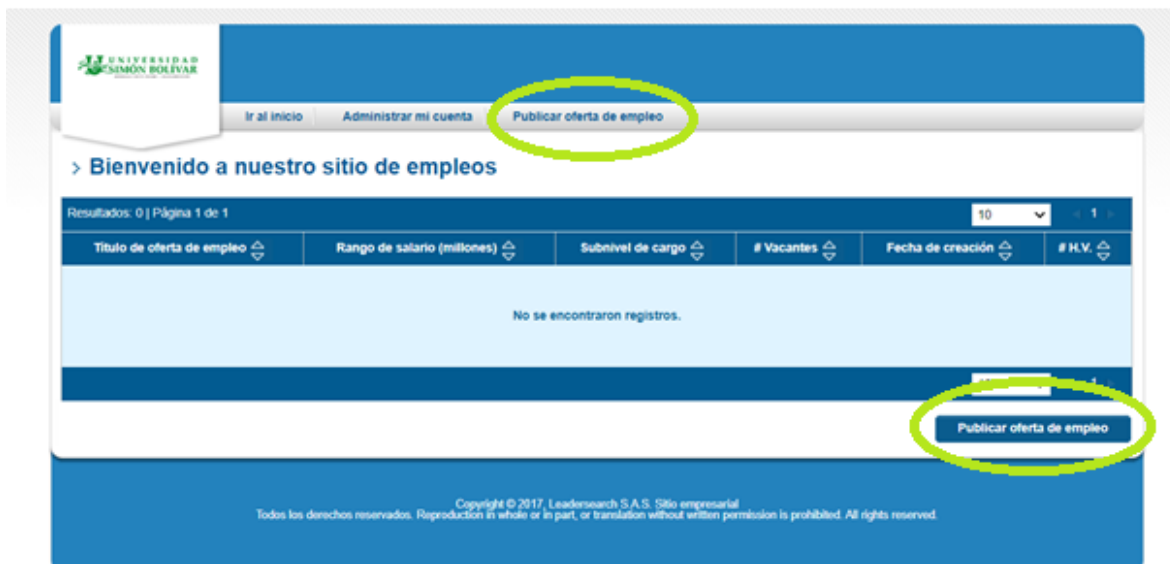 UNIVERSIDAD
SIMÓN BOLÍVAR
Ir al inicio Administrar mi cuenta Publicar oferta de empleo
> Bienvenido a nuestro sitio de empleos
Resultados: 0 | Página 1 de 1 10 1
Titulo de oferta de empleo Rango de salario (millones) Subnivel de cargo # Vacantes Fecha de creación # H.V.
No se encontraron registros.
1
Publicar oferta de empleo
Copyright © 2017, Leadersearch S.A.S. Sitio empresarial
Todos los derechos reservados. Reproduction in whole or in part, or translation without written permission is prohibited. All rights reserved.